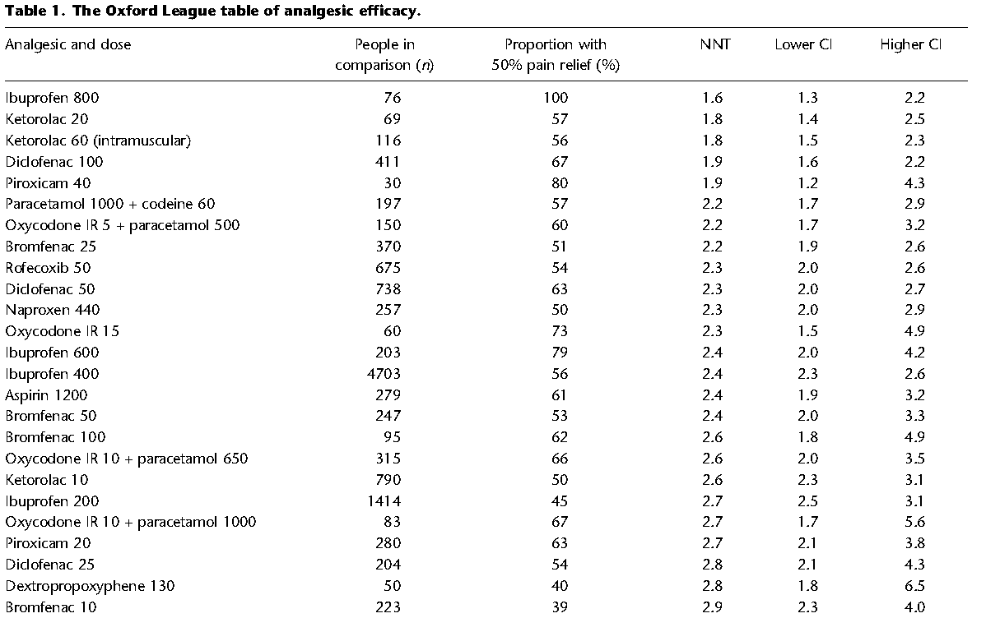 Table 1. The Oxford League table of analgesic efficacy.
Analgesic and dose People in Proportion with NNT Lower CI Higher CI
comparison (n) 50% pain relief (%)
Ibuprofen 800 76 100 1.6 1.3 2.2
Ketorolac 20 69 57 1.8 1.4 2.5
Ketorolac 60 (intramuscular) 116 56 1.8 1.5 2.3
Diclofenac 100 411 67 1.9 1.6 2.2
Piroxicam 40 30 80 1.9 1.2 4.3
Paracetamol 1000 + codeine 60 197 57 2.2 1.7 2.9
Oxycodone IR 5 + paracetamol 500 150 60 2.2 1.7 3.2
Bromfenac 25 370 51 2.2 1.9 2.6
Rofecoxib 50 675 54 2.3 2.0 2.6
Diclofenac 50 738 63 2.3 2.0 2.7
Naproxen 440 257 50 2.3 2.0 2.9
Oxycodone IR 15 60 73 2.3 1.5 4.9
Ibuprofen 600 203 79 2.4 2.0 4.2
Ibuprofen 400 4703 56 2.4 2.3 2.6
Aspirin 1200 279 61 2.4 1.9 3.2
Bromfenac 50 247 53 2.4 2.0 3.3
Bromfenac 100 95 62 2.6 1.8 4.9
Oxycodone IR 10 + paracetamol 650 315 66 2.6 2.0 3.5
Ketorolac 10 790 50 2.6 2.3 3.1
Ibuprofen 200 1414 45 2.7 2.5 3.1
Oxycodone IR 10 + paracetamol 1000 83 67 2.7 1.7 5.6
Piroxicam 20 280 63 2.7 2.1 3.8
Diclofenac 25 204 54 2.8 2.1 4.3
Dextropropoxyphene 130 50 40 2.8 1.8 6.5
Bromfenac 10 223 39 2.9 2.3 4.0